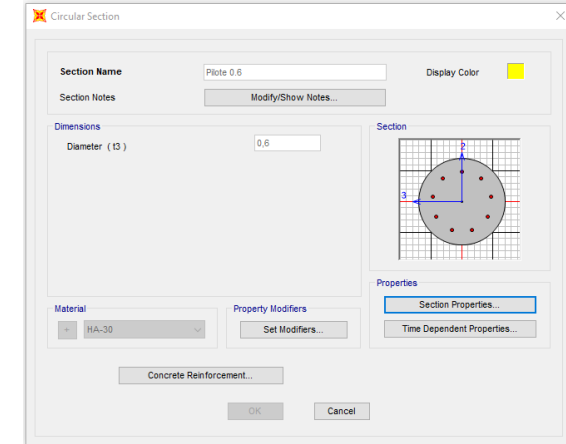 Circular Section
Section Name
Pilote 0.6
Display Color
Section Notes
Modify/Show Notes...
Dimensions
Diameter ( t3 )
0,6
Section
2
3
Properties
Section Properties...
Time Dependent Properties...
Material
+
HA-30
Property Modifiers
Set Modifiers...
Concrete Reinforcement...
OK
Cancel